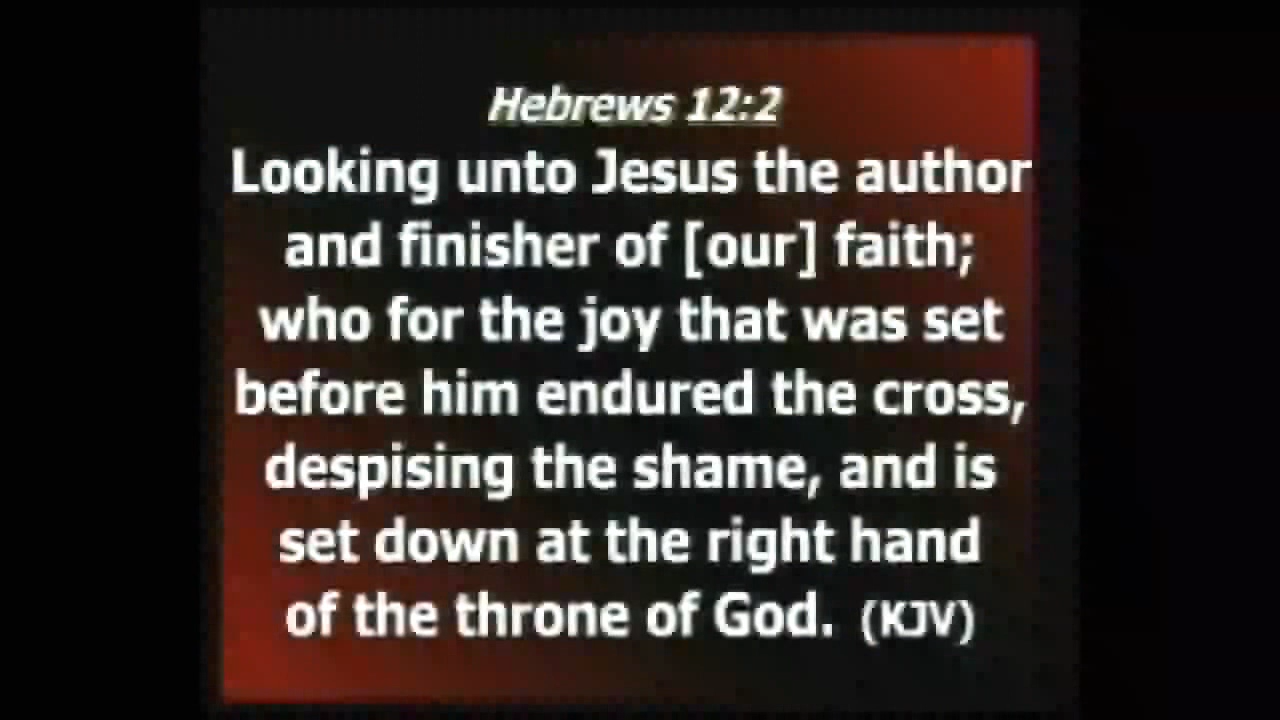 Hebrews 12:2
Looking unto Jesus the author
and finisher of [our] faith;
who for the joy that was set
before him endured the cross,
despising the shame, and is
set down at the right hand
of the throne of God. (KJV)